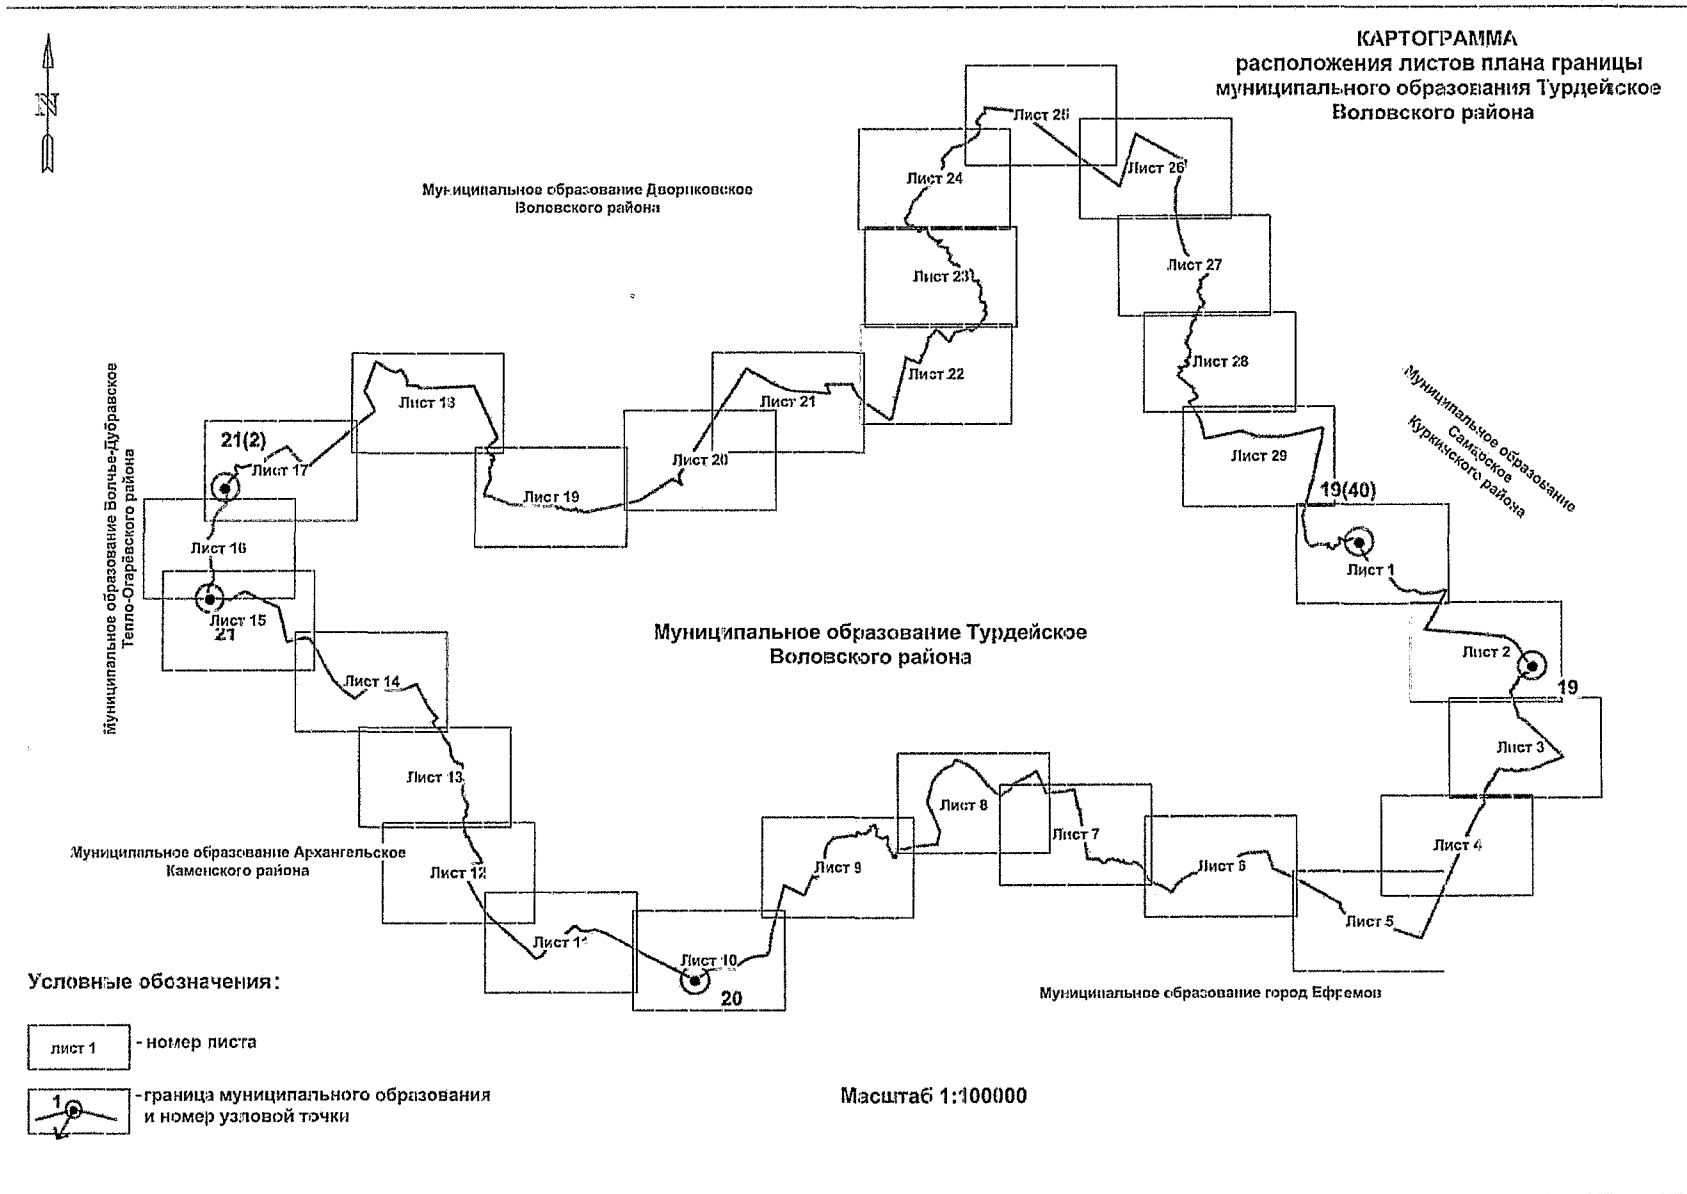 КАРТОГРАММА
расположения листов плана границы
муниципального образования Турдейское
Воловского района
N
Муниципальное образование Дворяковское
Воловского района
Лист 25
Лист 26
Лист 24
Лист 27
Лист 23
Лист 28
Лист 22
Лист 21
Лист 18
21(2)
Лист 17
Лист 20
Лист 19
Лист 29
19(40)
Муниципальное образование
Самарское
Куркинского района
Муниципальное образование Волчье-Дубравское
Тепло-Огарёвского района
Лист 16
Лист 1
Лист 15
21
Муниципальное образование Турдейское
Воловского района
Лист 2
19
Лист 14
Лист 3
Лист 13
Лист 8
Лист 7
Лист 4
Муниципальное образование Архангельское
Каменского района
Лист 12
Лист 9
Лист 6
Лист 5
Лист 11
Лист 10
20
Муниципальное образование город Ефремов
Условные обозначения:
лист 1
- номер листа
1
-граница муниципального образования
и номер узловой точки
Масштаб 1:100000